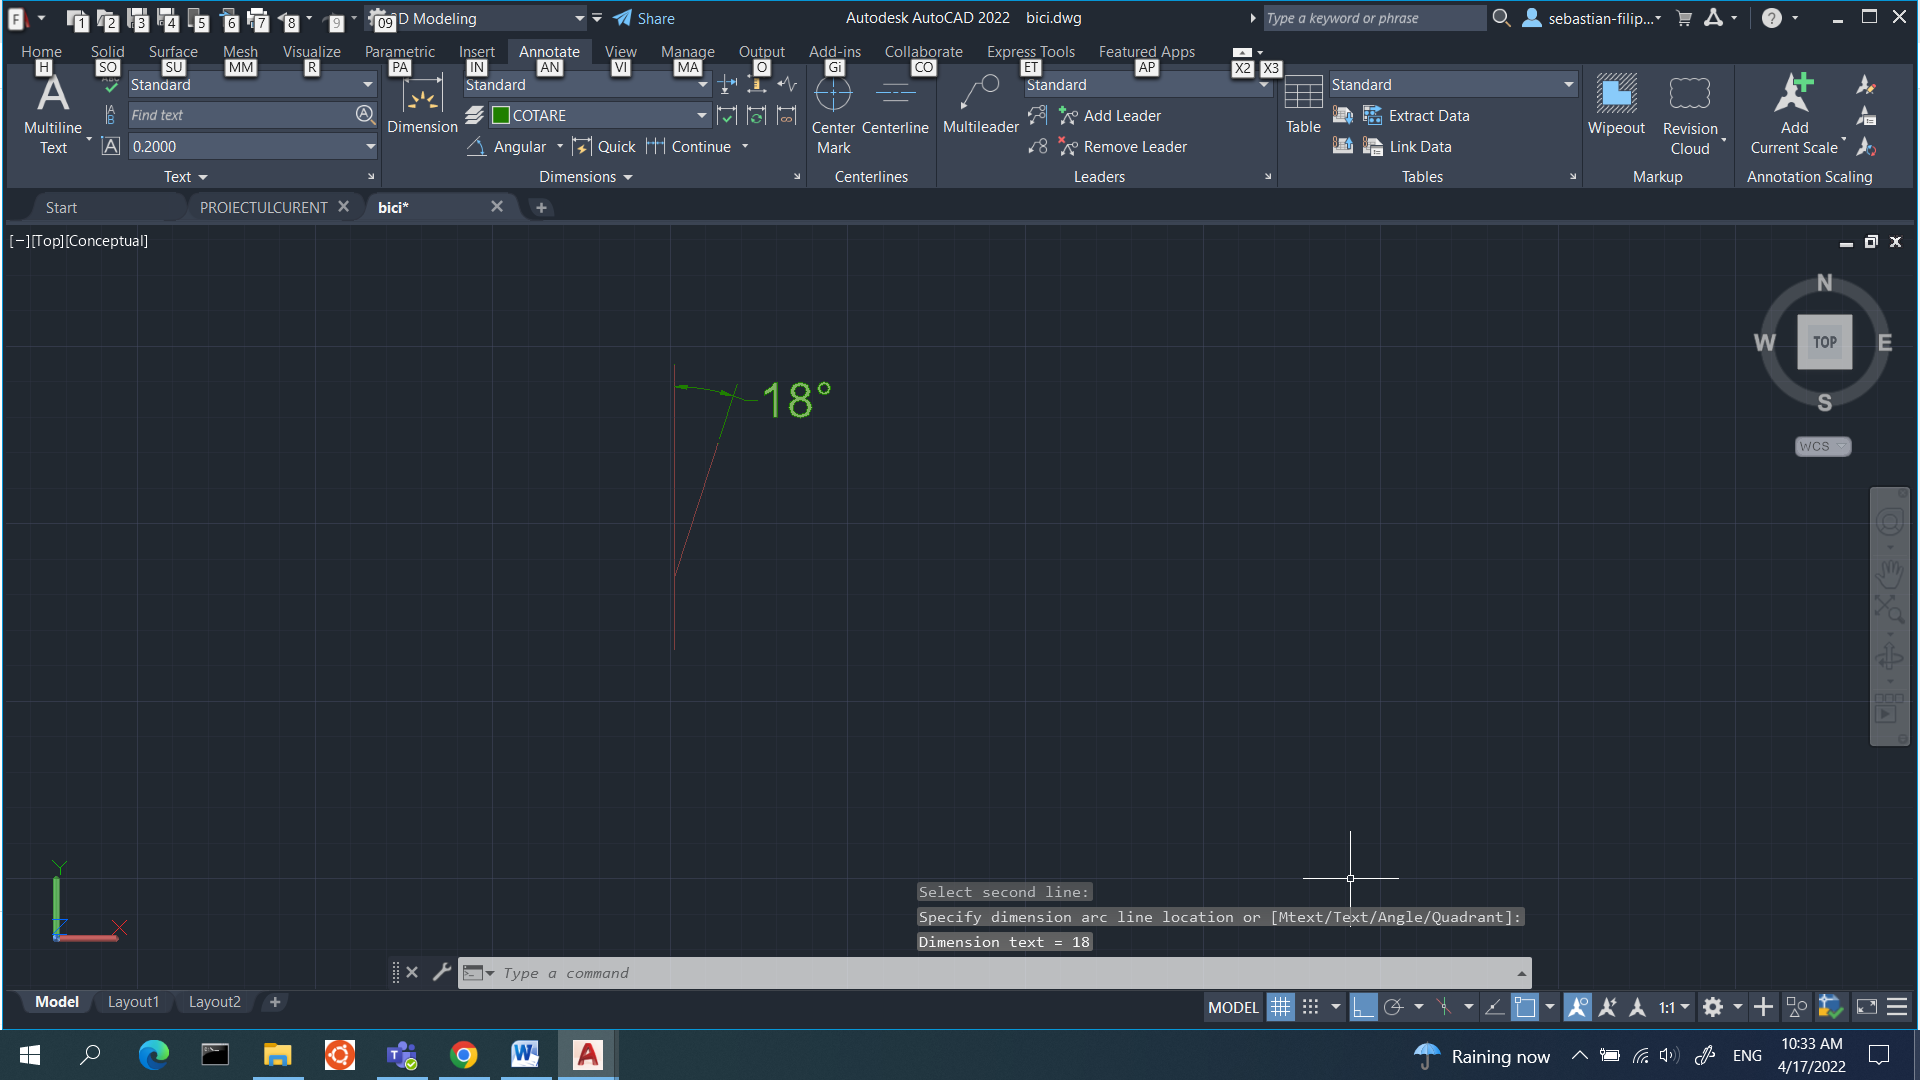 F 1 2 3 4 5 6 7 8 9 09 3D Modeling Share Autodesk AutoCAD 2022 bici.dwg Type a keyword or phrase sebastian-filip...
Home Solid Surface Mesh Visualize Parametric Insert Annotate View Manage Output Add-ins Collaborate Express Tools Featured Apps
H SO SU MM R PA IN AN VI MA O Gi CO ET AP X2 X3
Standard Standard Standard Standard
Find text COTARE Add Leader Extract Data
Multiline Text 0.2000 Dimension Angular Quick Continue Center Mark Centerline Multileader Remove Leader Table Link Data Wipeout Revision Cloud Add Current Scale
Text Dimensions Centerlines Leaders Tables Markup Annotation Scaling
Start PROIECTULCURENT bici*
[−][Top][Conceptual]
N
W TOP E
S
WCS
18°
Y
Z X
Select second line:
Specify dimension arc line location or [Mtext/Text/Angle/Quadrant]:
Dimension text = 18
Type a command
Model Layout1 Layout2 MODEL 1:1
Raining now ENG 10:33 AM
4/17/2022